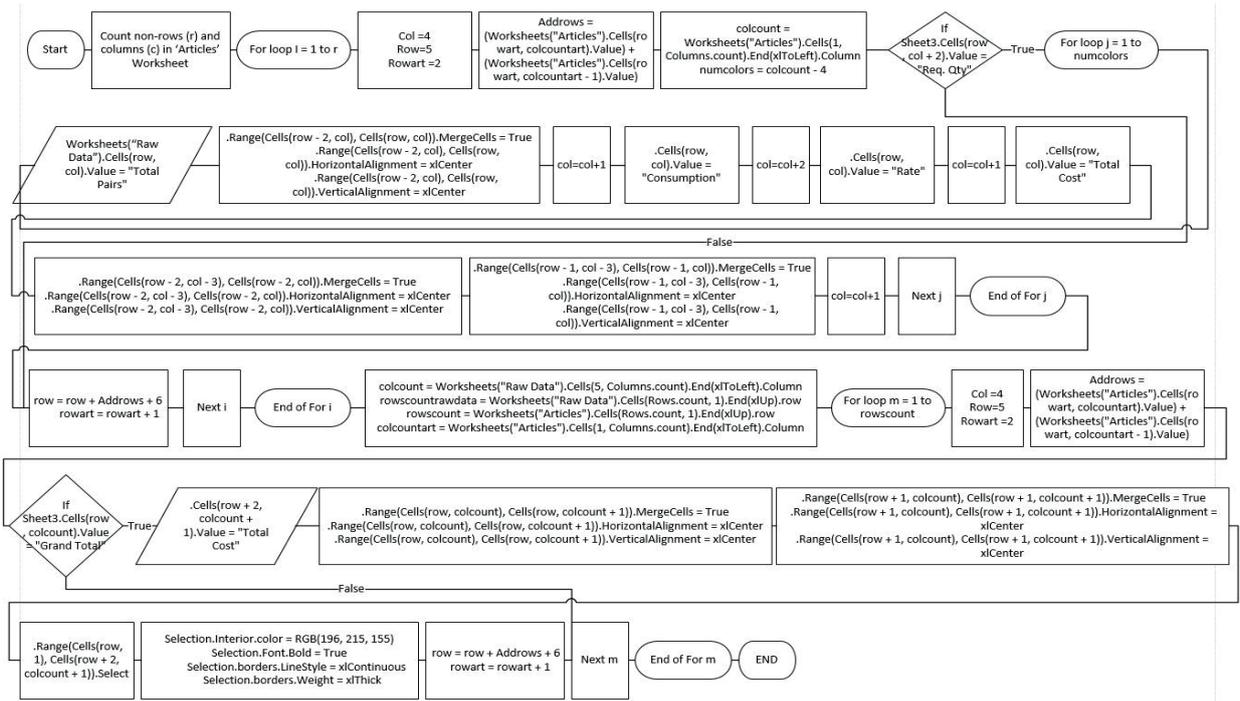 Start
Count non-rows (r) and
columns (c) in ‘Articles’
Worksheet
For loop I = 1 to r
Col =4
Row=5
Rowart =2
Addrows =
(Worksheets("Articles").Cells(ro
wart, colcountart).Value) +
(Worksheets("Articles").Cells(ro
wart, colcountart - 1).Value)
colcount =
Worksheets("Articles").Cells(1,
Columns.count).End(xlToLeft).Column
numcolors = colcount - 4
If
Sheet3.Cells(row
, col + 2).Value =
"Req. Qty"
True
For loop j = 1 to
numcolors
Worksheets(“Raw
Data").Cells(row,
col).Value = "Total
Pairs"
.Range(Cells(row - 2, col), Cells(row, col)).MergeCells = True
.Range(Cells(row - 2, col), Cells(row,
col)).HorizontalAlignment = xlCenter
.Range(Cells(row - 2, col), Cells(row,
col)).VerticalAlignment = xlCenter
col=col+1
.Cells(row,
col).Value =
"Consumption"
col=col+2
.Cells(row,
col).Value = "Rate"
col=col+1
.Cells(row,
col).Value = "Total
Cost"
False
.Range(Cells(row - 2, col - 3), Cells(row - 2, col)).MergeCells = True
.Range(Cells(row - 2, col - 3), Cells(row - 2, col)).HorizontalAlignment = xlCenter
.Range(Cells(row - 2, col - 3), Cells(row - 2, col)).VerticalAlignment = xlCenter
.Range(Cells(row - 1, col - 3), Cells(row - 1, col)).MergeCells = True
.Range(Cells(row - 1, col - 3), Cells(row - 1,
col)).HorizontalAlignment = xlCenter
.Range(Cells(row - 1, col - 3), Cells(row - 1,
col)).VerticalAlignment = xlCenter
col=col+1
Next j
End of For j
row = row + Addrows + 6
rowart = rowart + 1
Next i
End of For i
colcount = Worksheets("Raw Data").Cells(5, Columns.count).End(xlToLeft).Column
rowscountrawdata = Worksheets("Raw Data").Cells(Rows.count, 1).End(xlUp).row
rowscount = Worksheets("Articles").Cells(Rows.count, 1).End(xlUp).row
colcountart = Worksheets("Articles").Cells(1, Columns.count).End(xlToLeft).Column
For loop m = 1 to
rowscount
Col =4
Row=5
Rowart =2
Addrows =
(Worksheets("Articles").Cells(ro
wart, colcountart).Value) +
(Worksheets("Articles").Cells(ro
wart, colcountart - 1).Value)
If
Sheet3.Cells(row
, colcount).Value
= "Grand Total"
True
.Cells(row + 2,
colcount +
1).Value = "Total
Cost"
.Range(Cells(row, colcount), Cells(row, colcount + 1)).MergeCells = True
.Range(Cells(row, colcount), Cells(row, colcount + 1)).HorizontalAlignment = xlCenter
.Range(Cells(row, colcount), Cells(row, colcount + 1)).VerticalAlignment = xlCenter
.Range(Cells(row + 1, colcount), Cells(row + 1, colcount + 1)).MergeCells = True
.Range(Cells(row + 1, colcount), Cells(row + 1, colcount + 1)).HorizontalAlignment =
xlCenter
.Range(Cells(row + 1, colcount), Cells(row + 1, colcount + 1)).VerticalAlignment =
xlCenter
False
.Range(Cells(row,
1), Cells(row + 2,
colcount + 1)).Select
Selection.Interior.color = RGB(196, 215, 155)
Selection.Font.Bold = True
Selection.borders.LineStyle = xlContinuous
Selection.borders.Weight = xlThick
row = row + Addrows + 6
rowart = rowart + 1
Next m
End of For m
END